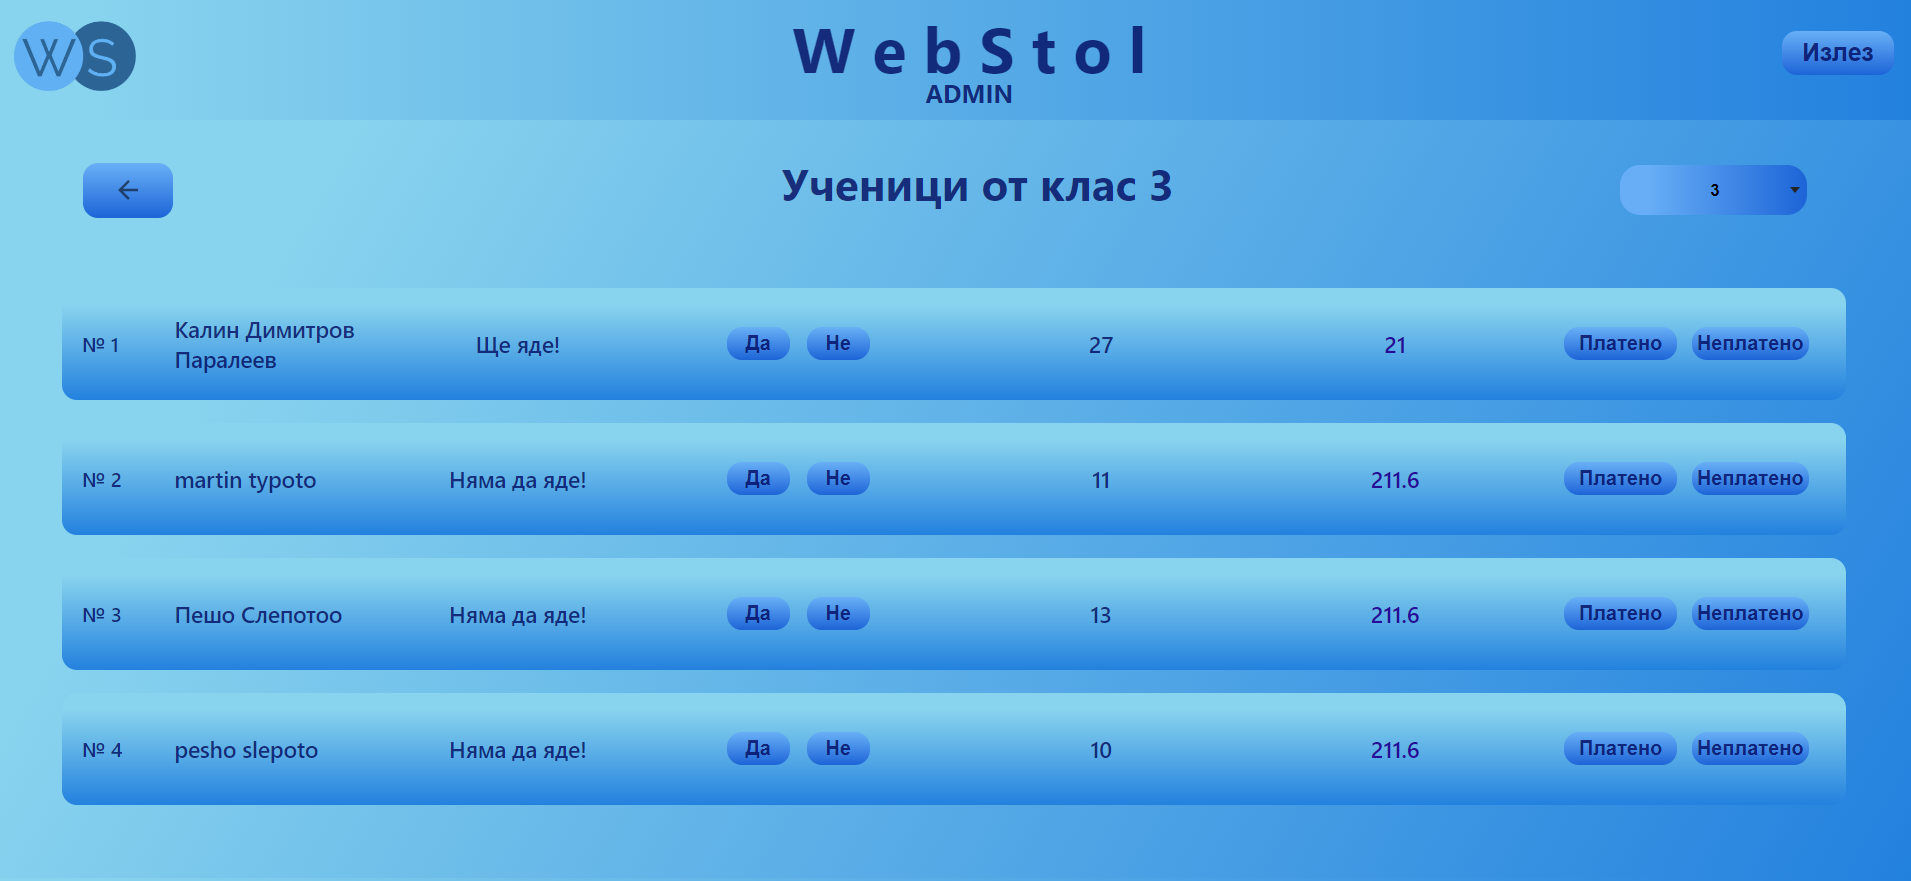 WS
WebStol
ADMIN
Излез
Ученици от клас 3
3
№ 1 Калин Димитров Паралеев Ще яде! Да Не 27 21 Платено Неплатено
№ 2 martin typoto Няма да яде! Да Не 11 211.6 Платено Неплатено
№ 3 Пешо Слепотоо Няма да яде! Да Не 13 211.6 Платено Неплатено
№ 4 pesho slepoto Няма да яде! Да Не 10 211.6 Платено Неплатено